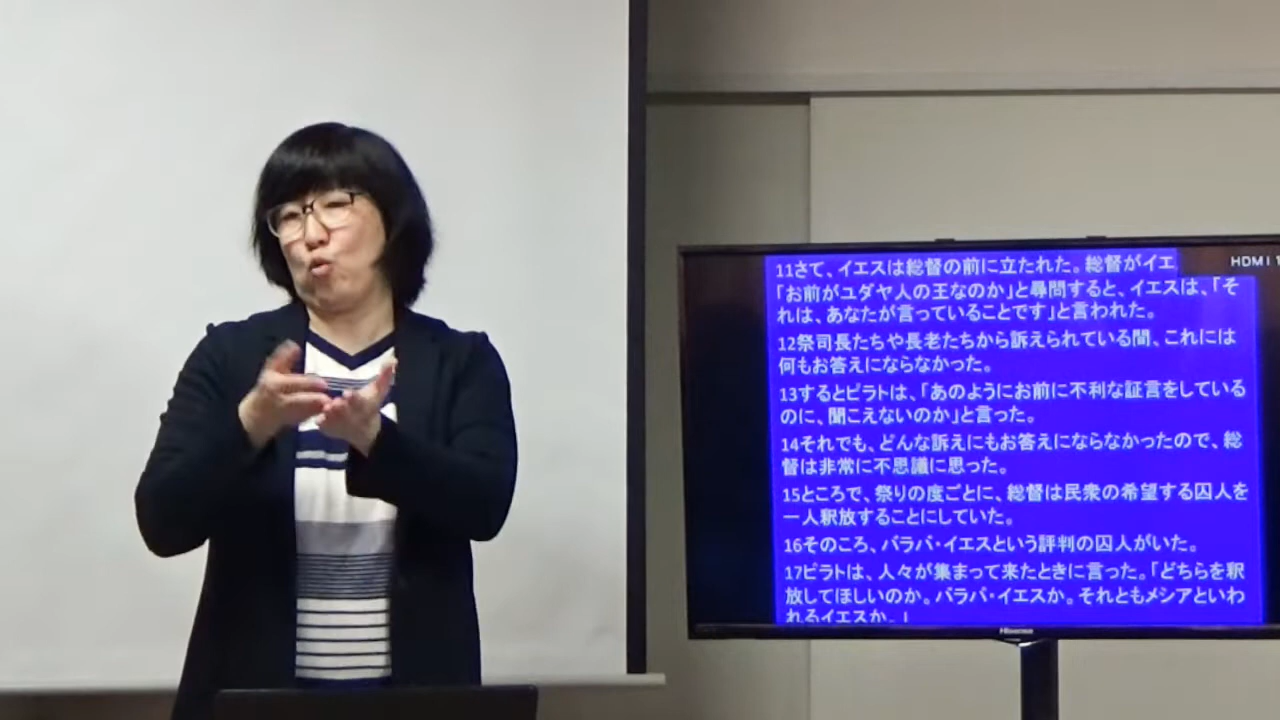 HDMI 1
11さて、イエスは総督の前に立たれた。総督がイエ
「お前がユダヤ人の王なのか」と尋問すると、イエスは、「そ
れは、あなたが言っていることです」と言われた。
12祭司長たちや長老たちから訴えられている間、これには
何もお答えにならなかった。
13するとピラトは、「あのようにお前に不利な証言をしている
のに、聞こえないのか」と言った。
14それでも、どんな訴えにもお答えにならなかったので、総
督は非常に不思議に思った。
15ところで、祭りの度ごとに、総督は民衆の希望する囚人を
一人釈放することにしていた。
16そのころ、バラバ・イエスという評判の囚人がいた。
17ピラトは、人々が集まって来たときに言った。「どちらを釈
放してほしいのか。バラバ・イエスか。それともメシアといわ
れるイエスか。」
Hisense